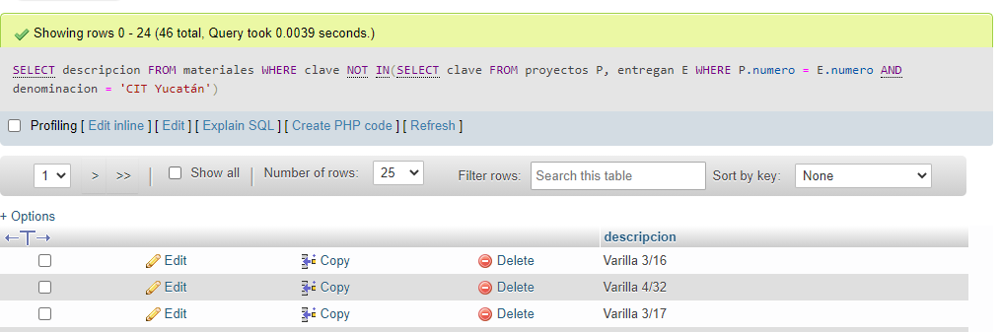 Showing rows 0 - 24 (46 total, Query took 0.0039 seconds.)
SELECT descripcion FROM materiales WHERE clave NOT IN(SELECT clave FROM proyectos P, entregan E WHERE P.numero = E.numero AND
denominacion = 'CIT Yucatán')
Profiling [ Edit inline ] [ Edit ] [ Explain SQL ] [ Create PHP code ] [ Refresh ]
1 > >> | Show all | Number of rows: 25 Filter rows: Search this table Sort by key: None
+ Options
←T→ descripcion
Edit Copy Delete Varilla 3/16
Edit Copy Delete Varilla 4/32
Edit Copy Delete Varilla 3/17